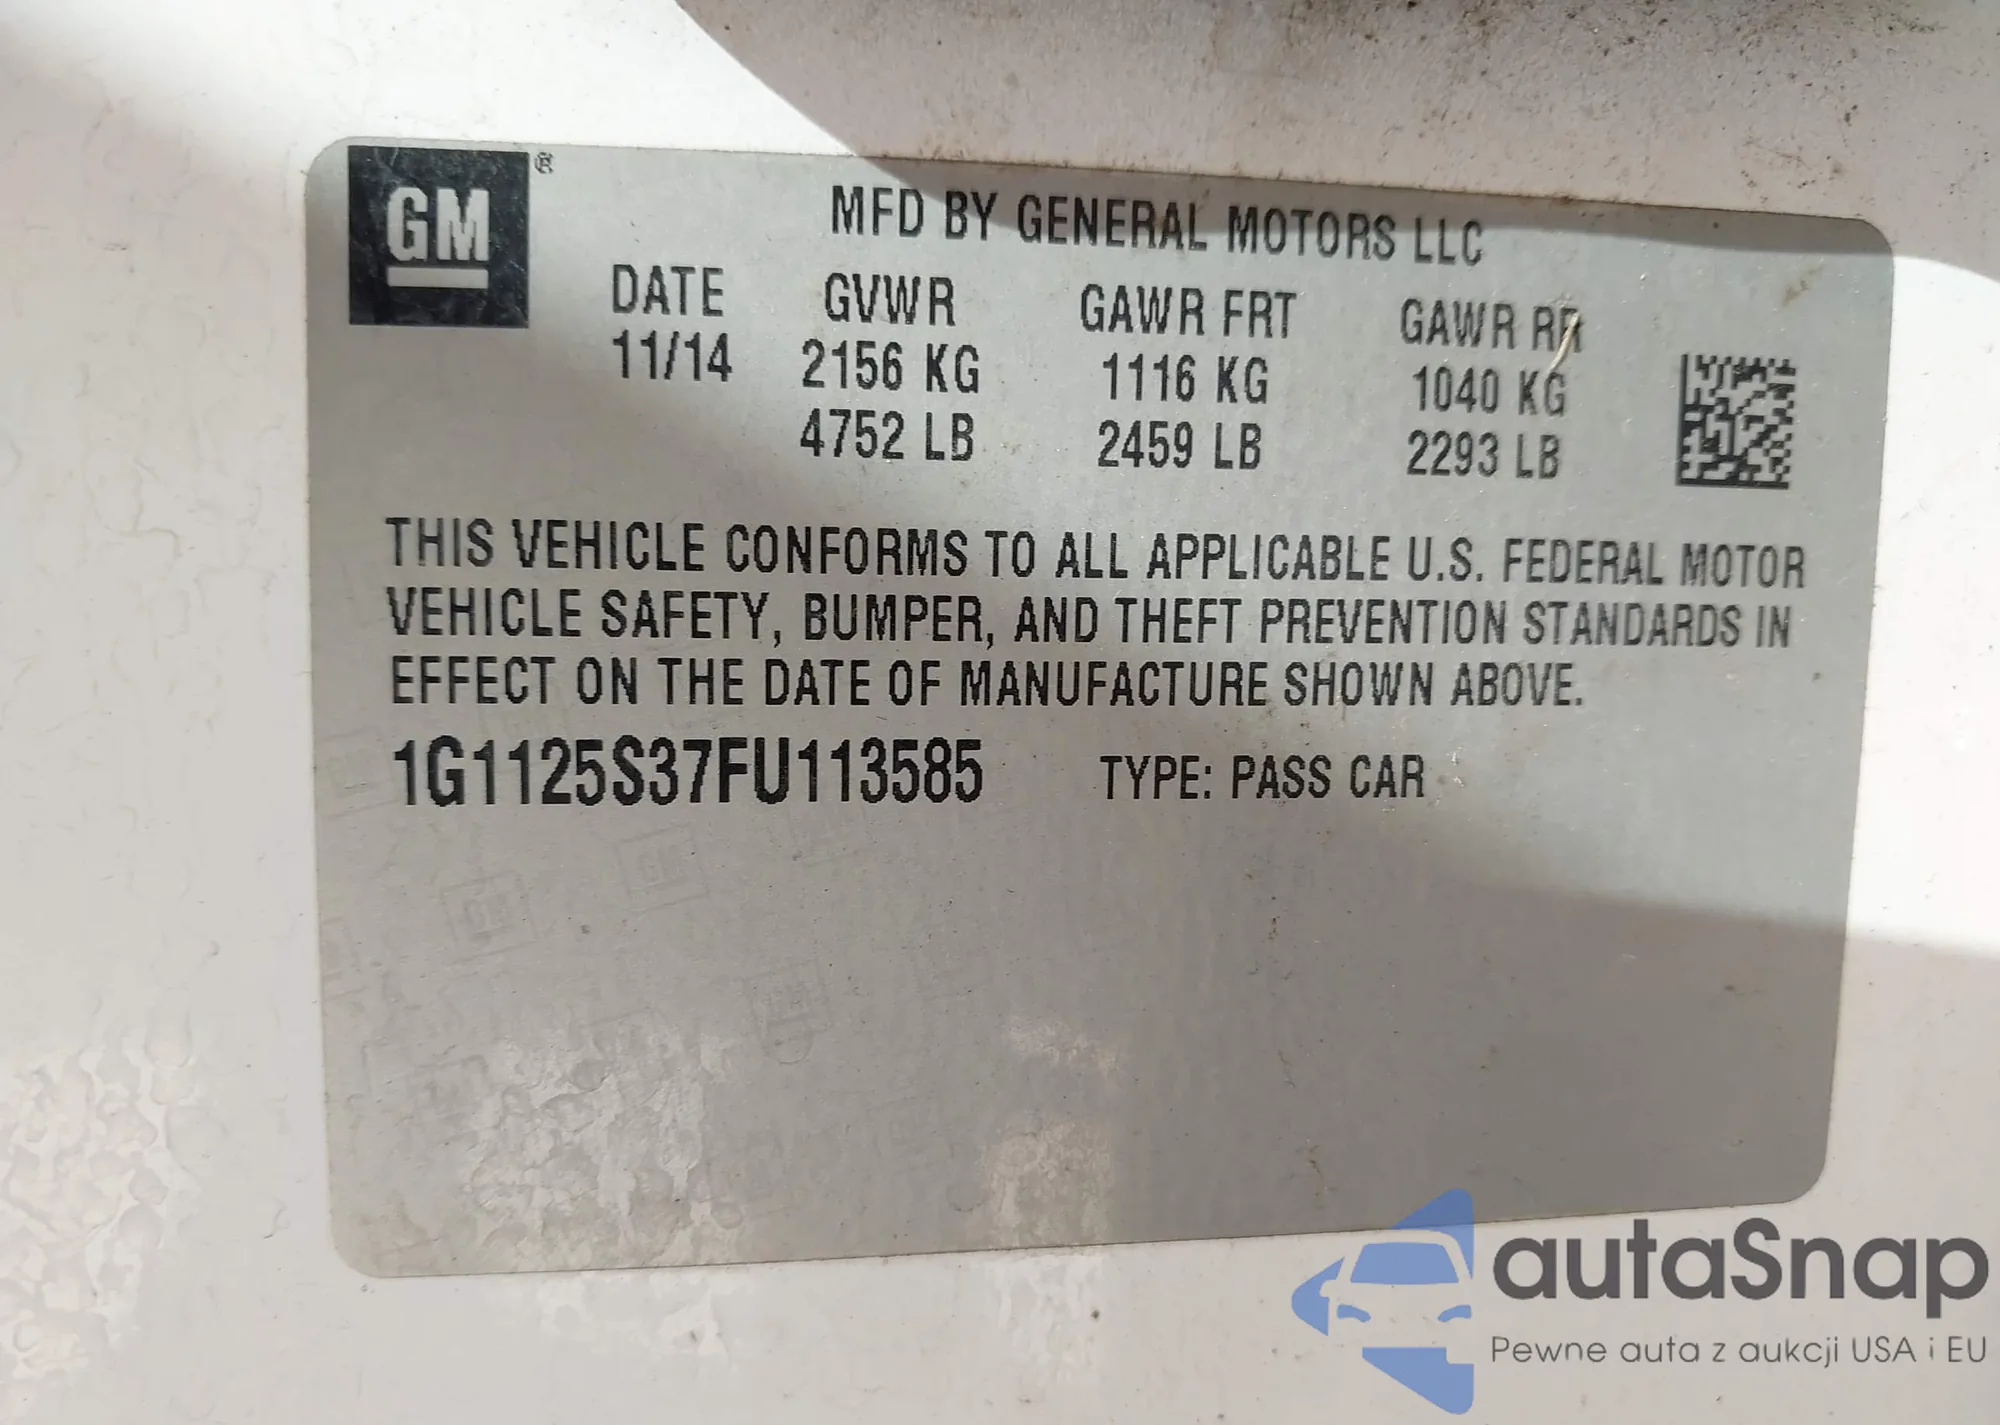 GM®
MFD BY GENERAL MOTORS LLC
DATE GVWR GAWR FRT GAWR RR
11/14 2156 KG 1116 KG 1040 KG
4752 LB 2459 LB 2293 LB
THIS VEHICLE CONFORMS TO ALL APPLICABLE U.S. FEDERAL MOTOR
VEHICLE SAFETY, BUMPER, AND THEFT PREVENTION STANDARDS IN
EFFECT ON THE DATE OF MANUFACTURE SHOWN ABOVE.
1G1125S37FU113585 TYPE: PASS CAR
GM
GM
autaSnap
Pewne auta z aukcji USA i EU